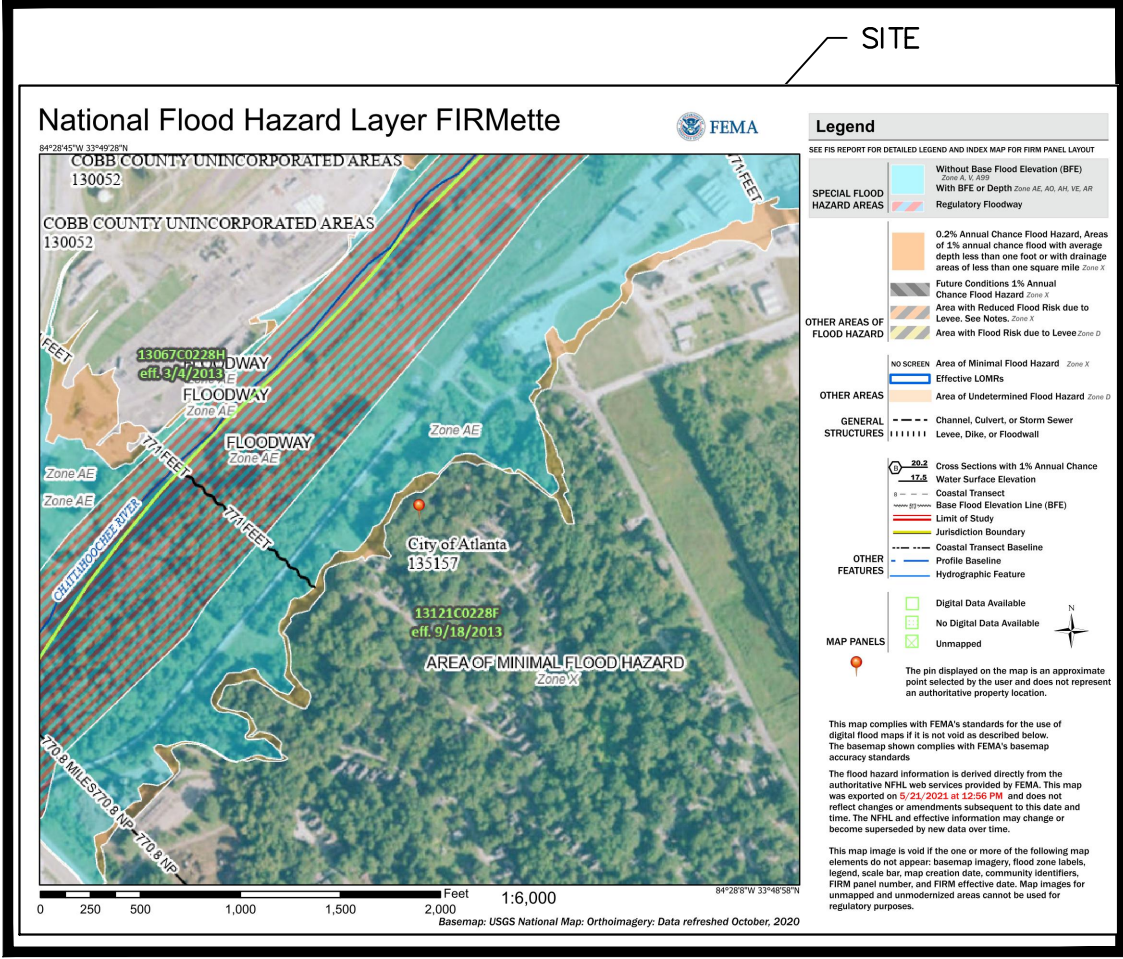 SITE
National Flood Hazard Layer FIRMette
FEMA
84°28'45"W 33°49'28"N
COBB COUNTY UNINCORPORATED AREAS
130052
COBB COUNTY UNINCORPORATED AREAS
130052
771 FEET
FEET
13067C0228H
eff. 3/4/2013
FLOODWAY
Zone AE
FLOODWAY
Zone AE
FLOODWAY
Zone AE
Zone AE
771 FEET
Zone AE
Zone AE
771 FEET
CHATTAHOOCHEE RIVER
City of Atlanta
135157
13121C0228F
eff. 9/18/2013
AREA OF MINIMAL FLOOD HAZARD
Zone X
770.8 MILES
770.8 NP
770.8 NP
84°28'8"W 33°48'58"N
Feet
1:6,000
0 250 500 1,000 1,500 2,000
Basemap: USGS National Map: Orthoimagery: Data refreshed October, 2020
Legend
SEE FIS REPORT FOR DETAILED LEGEND AND INDEX MAP FOR FIRM PANEL LAYOUT
SPECIAL FLOOD
HAZARD AREAS
Without Base Flood Elevation (BFE)
Zone A, V, A99
With BFE or Depth Zone AE, AO, AH, VE, AR
Regulatory Floodway
0.2% Annual Chance Flood Hazard, Areas
of 1% annual chance flood with average
depth less than one foot or with drainage
areas of less than one square mile Zone X
Future Conditions 1% Annual
Chance Flood Hazard Zone X
Area with Reduced Flood Risk due to
Levee. See Notes. Zone X
Area with Flood Risk due to Levee Zone D
OTHER AREAS OF
FLOOD HAZARD
NO SCREEN Area of Minimal Flood Hazard Zone X
Effective LOMRs
OTHER AREAS
Area of Undetermined Flood Hazard Zone D
GENERAL
STRUCTURES
Channel, Culvert, or Storm Sewer
Levee, Dike, or Floodwall
B 20.2 Cross Sections with 1% Annual Chance
17.5 Water Surface Elevation
8 Coastal Transect
Base Flood Elevation Line (BFE)
Limit of Study
Jurisdiction Boundary
Coastal Transect Baseline
OTHER
FEATURES
Profile Baseline
Hydrographic Feature
MAP PANELS
Digital Data Available
No Digital Data Available
Unmapped
N
The pin displayed on the map is an approximate
point selected by the user and does not represent
an authoritative property location.
This map complies with FEMA's standards for the use of
digital flood maps if it is not void as described below.
The basemap shown complies with FEMA's basemap
accuracy standards
The flood hazard information is derived directly from the
authoritative NFHL web services provided by FEMA. This map
was exported on 5/21/2021 at 12:56 PM and does not
reflect changes or amendments subsequent to this date and
time. The NFHL and effective information may change or
become superseded by new data over time.
This map image is void if the one or more of the following map
elements do not appear: basemap imagery, flood zone labels,
legend, scale bar, map creation date, community identifiers,
FIRM panel number, and FIRM effective date. Map images for
unmapped and unmodernized areas cannot be used for
regulatory purposes.